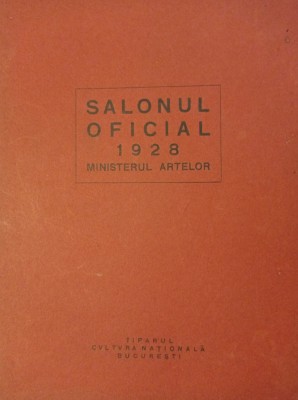 SALONUL
OFICIAL
1928
MINISTERUL ARTELOR
TIPARUL
CULTURA NAȚIONALĂ
BUCUREȘTI